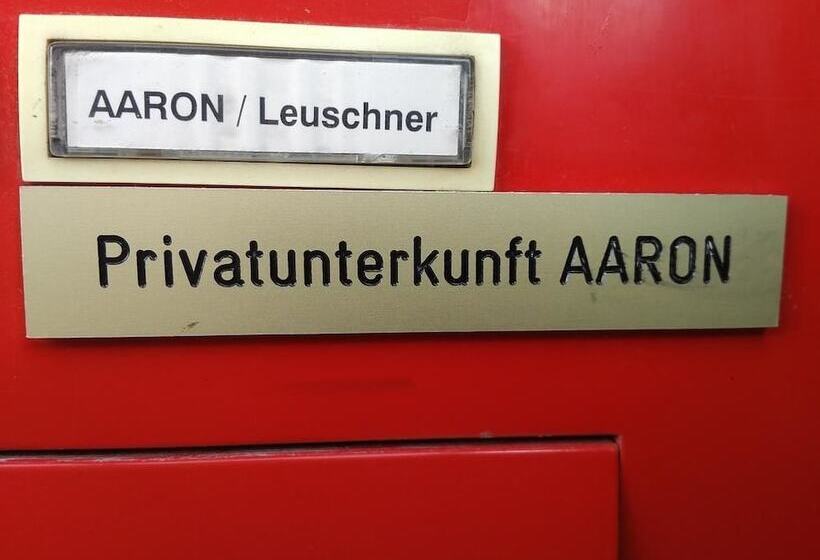 AARON / Leuschner
Privatunterkunft AARON